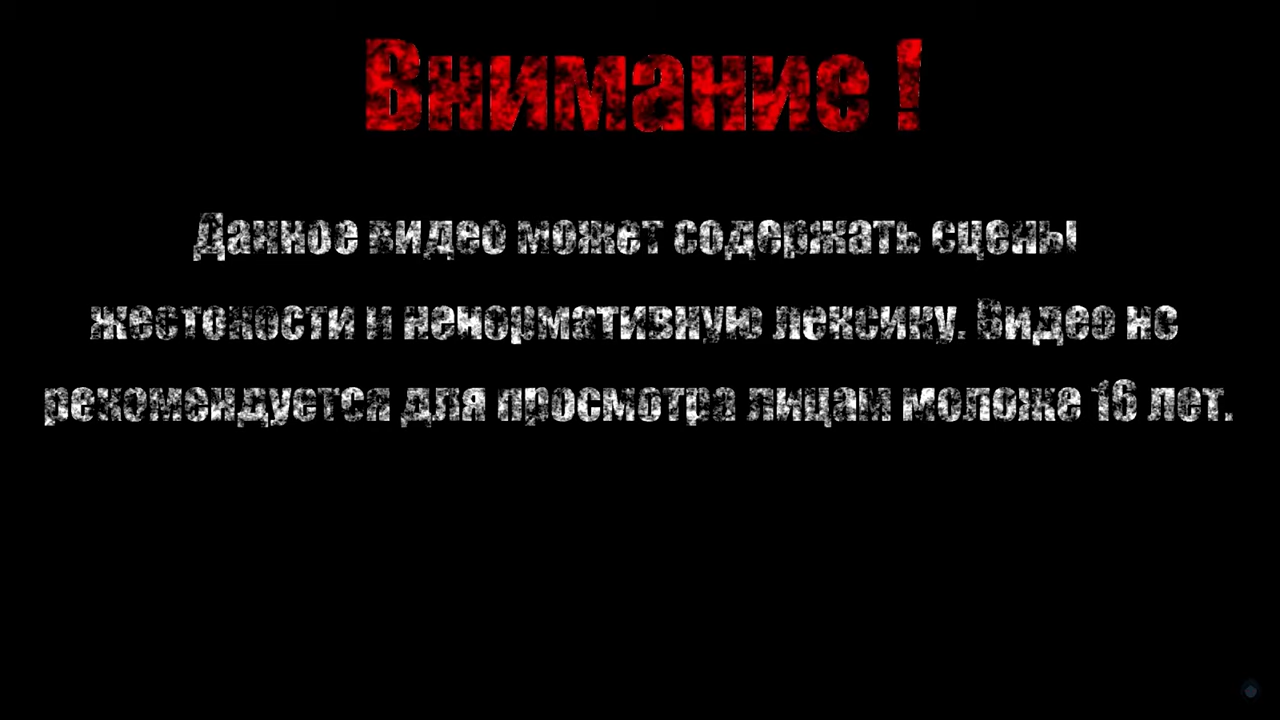 Внимание !
Данное видео может содержать сцены
жестокости и ненормативную лексику. Видео не
рекомендуется для просмотра лицам моложе 16 лет.